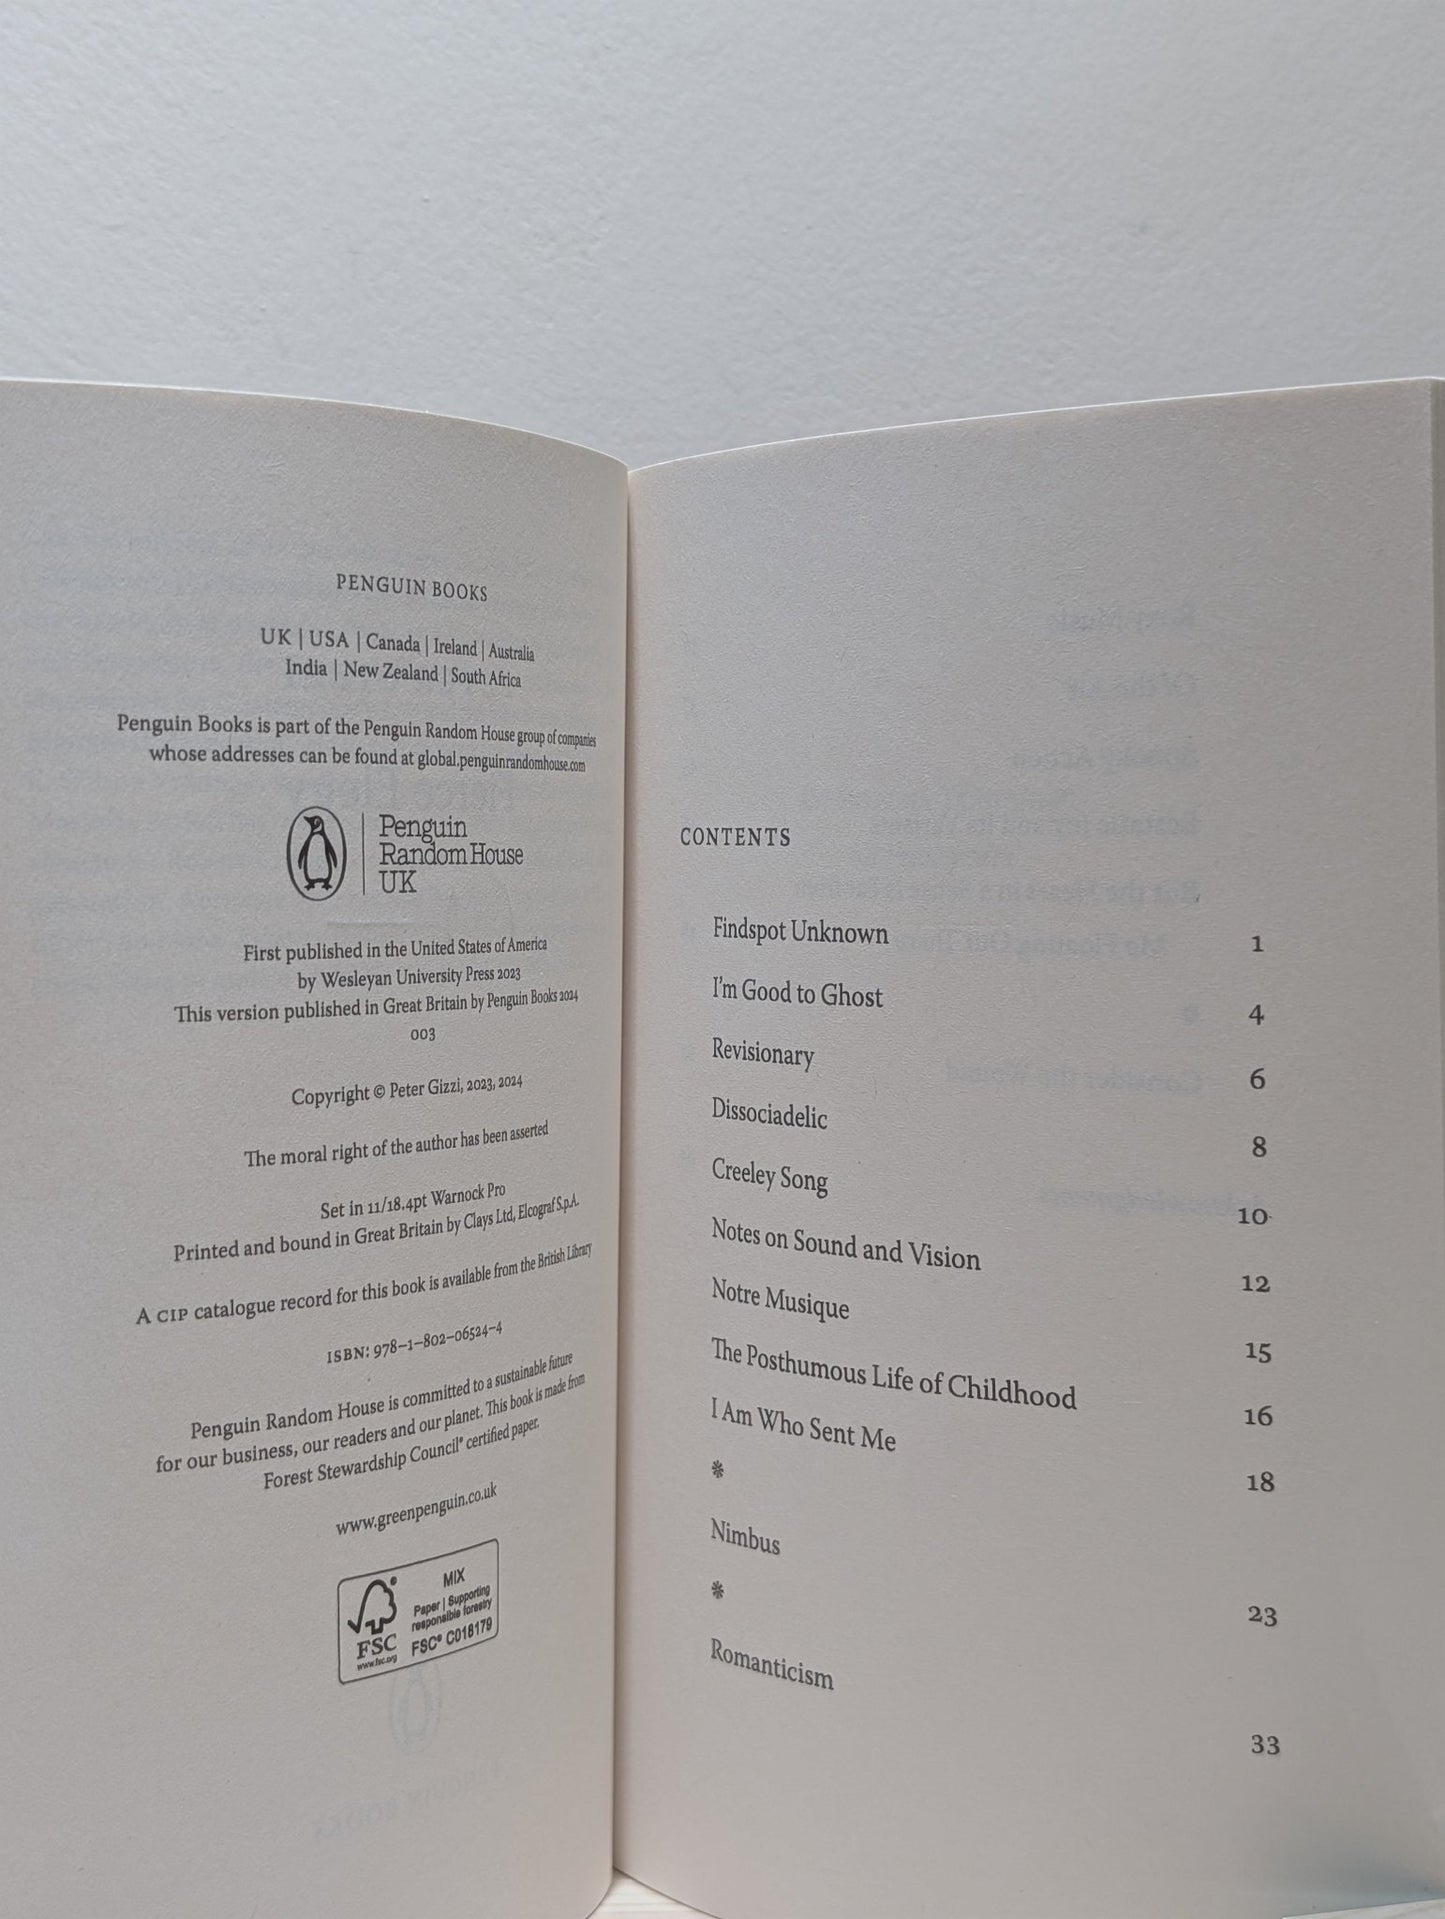 PENGUIN BOOKS
UK | USA | Canada | Ireland | Australia
India | New Zealand | South Africa
Penguin Books is part of the Penguin Random House group of companies
whose addresses can be found at global.penguinrandomhouse.com
Penguin
Random House
UK
First published in the United States of America
by Wesleyan University Press 2023
This version published in Great Britain by Penguin Books 2024
003
Copyright © Peter Gizzi, 2023, 2024
The moral right of the author has been asserted
Set in 11/18.4pt Warnock Pro
Printed and bound in Great Britain by Clays Ltd, Elcograf S.p.A.
A CIP catalogue record for this book is available from the British Library
ISBN: 978–1–802–06524–4
Penguin Random House is committed to a sustainable future
for our business, our readers and our planet. This book is made from
Forest Stewardship Council® certified paper.
www.greenpenguin.co.uk
MIX
Paper | Supporting
responsible forestry
FSC
www.fsc.org
FSC® C018179
CONTENTS
Findspot Unknown 1
I'm Good to Ghost 4
Revisionary 6
Dissociadelic 8
Creeley Song 10
Notes on Sound and Vision 12
Notre Musique 15
The Posthumous Life of Childhood 16
I Am Who Sent Me 18
*
Nimbus 23
*
Romanticism 33